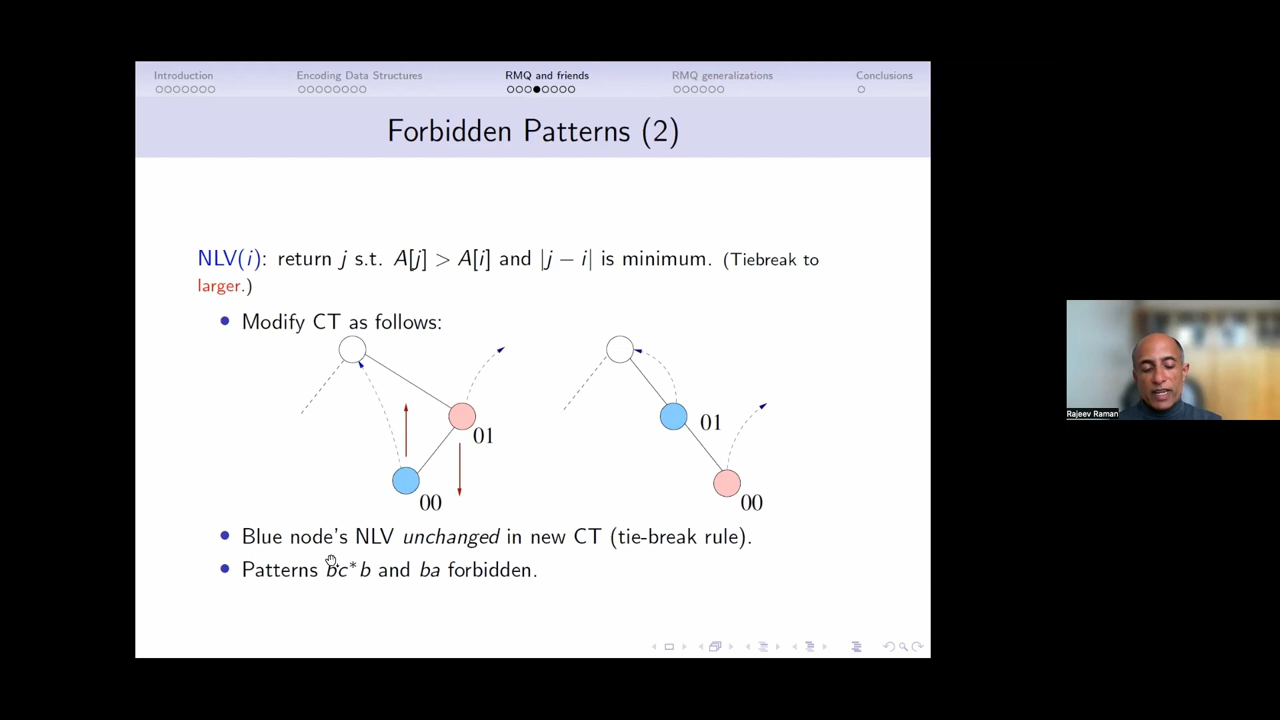 Introduction
Encoding Data Structures
RMQ and friends
RMQ generalizations
Conclusions
Forbidden Patterns (2)
NLV(i): return j s.t. A[j] > A[i] and |j − i| is minimum. (Tiebreak to
larger.)
Modify CT as follows:
01
00
01
00
Blue node's NLV unchanged in new CT (tie-break rule).
Patterns bc*b and ba forbidden.
Rajeev Raman